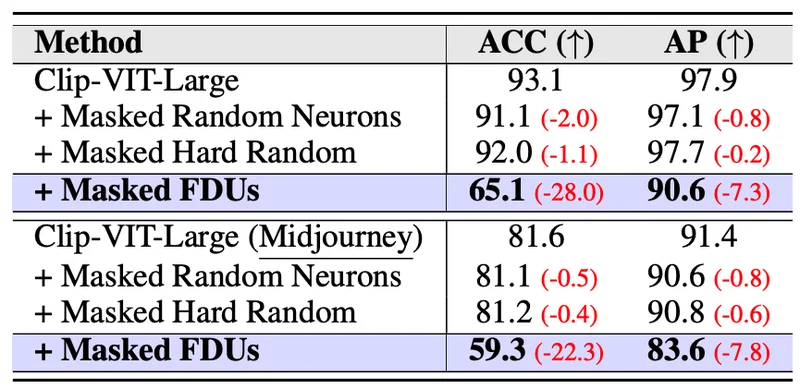 Method ACC (↑) AP (↑)
Clip-VIT-Large 93.1 97.9
+ Masked Random Neurons 91.1 (-2.0) 97.1 (-0.8)
+ Masked Hard Random 92.0 (-1.1) 97.7 (-0.2)
+ Masked FDUs 65.1 (-28.0) 90.6 (-7.3)
Clip-VIT-Large (Midjourney) 81.6 91.4
+ Masked Random Neurons 81.1 (-0.5) 90.6 (-0.8)
+ Masked Hard Random 81.2 (-0.4) 90.8 (-0.6)
+ Masked FDUs 59.3 (-22.3) 83.6 (-7.8)